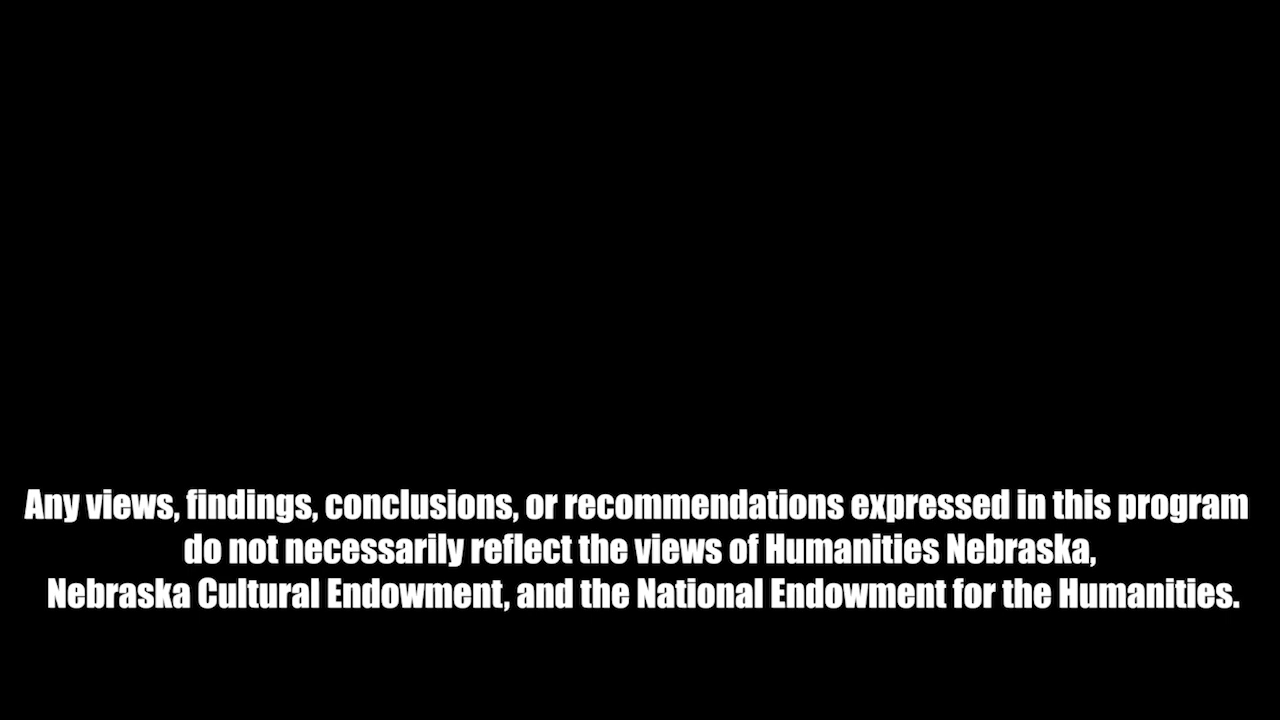 Any views, findings, conclusions, or recommendations expressed in this program
do not necessarily reflect the views of Humanities Nebraska,
Nebraska Cultural Endowment, and the National Endowment for the Humanities.